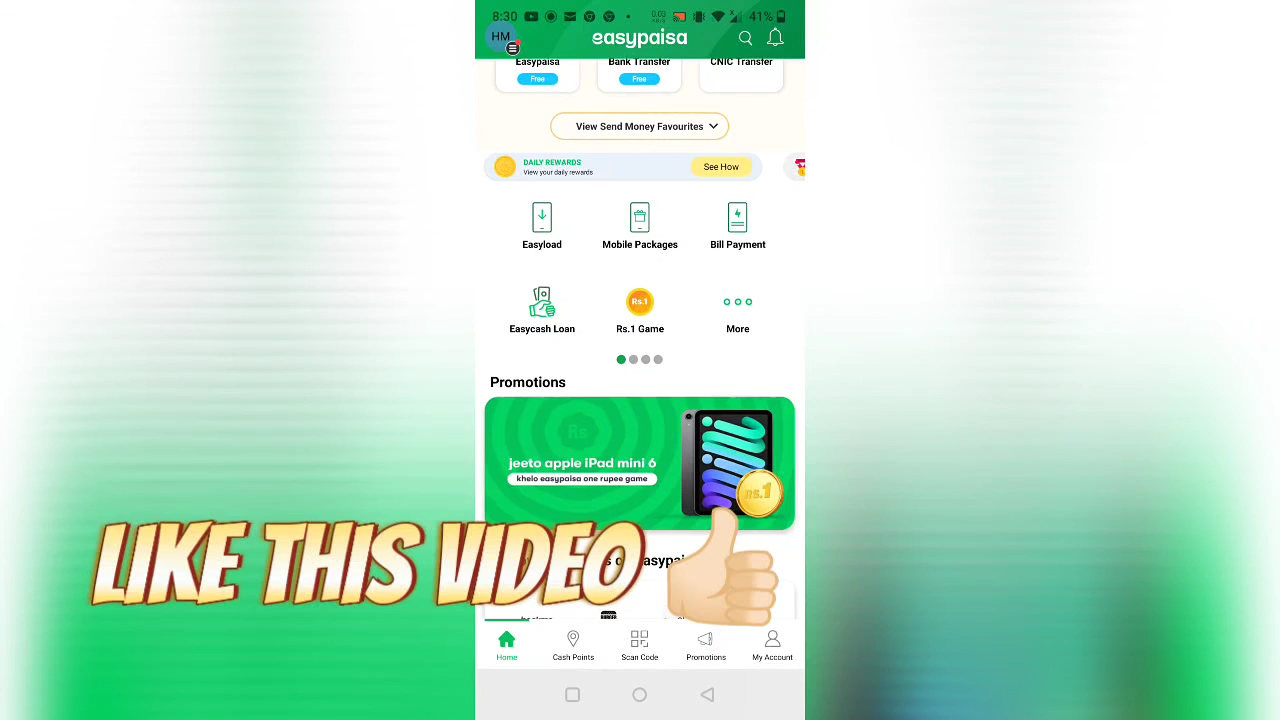 8:30
0.03
41%
HM
easypaisa
Easypaisa
Bank Transfer
CNIC Transfer
Free
Free
View Send Money Favourites
DAILY REWARDS
View your daily rewards
See How
Easyload
Mobile Packages
Bill Payment
Rs.1
Easycash Loan
Rs.1 Game
More
Promotions
Rs
jeeto apple iPad mini 6
khelo easypaisa one rupee game
RS.1
LIKE THIS VIDEO
Home
Cash Points
Scan Code
Promotions
My Account